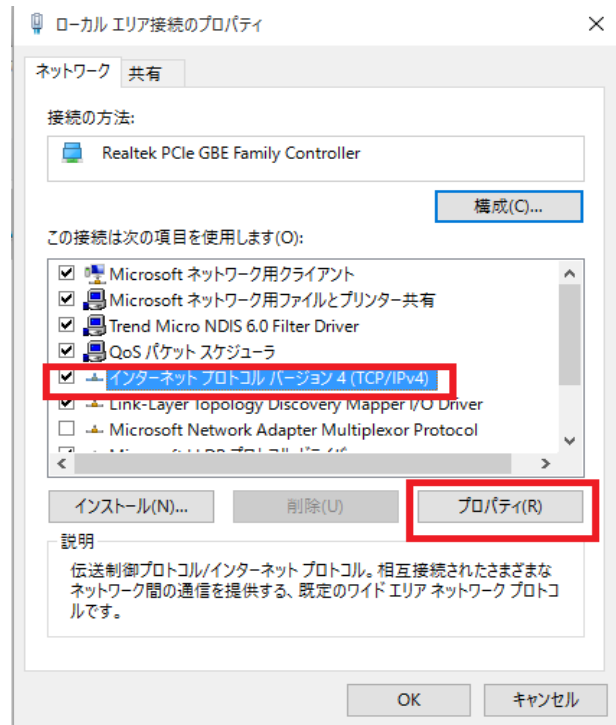 ローカル エリア接続のプロパティ
ネットワーク 共有
接続の方法:
Realtek PCIe GBE Family Controller
構成(C)...
この接続は次の項目を使用します(O):
Microsoft ネットワーク用クライアント
Microsoft ネットワーク用ファイルとプリンター共有
Trend Micro NDIS 6.0 Filter Driver
QoS パケット スケジューラ
インターネット プロトコル バージョン 4 (TCP/IPv4)
Link-Layer Topology Discovery Mapper I/O Driver
Microsoft Network Adapter Multiplexor Protocol
インストール(N)... 削除(U) プロパティ(R)
説明
伝送制御プロトコル/インターネット プロトコル。相互接続されたさまざまな
ネットワーク間の通信を提供する、既定のワイド エリア ネットワーク プロトコ
ルです。
OK キャンセル